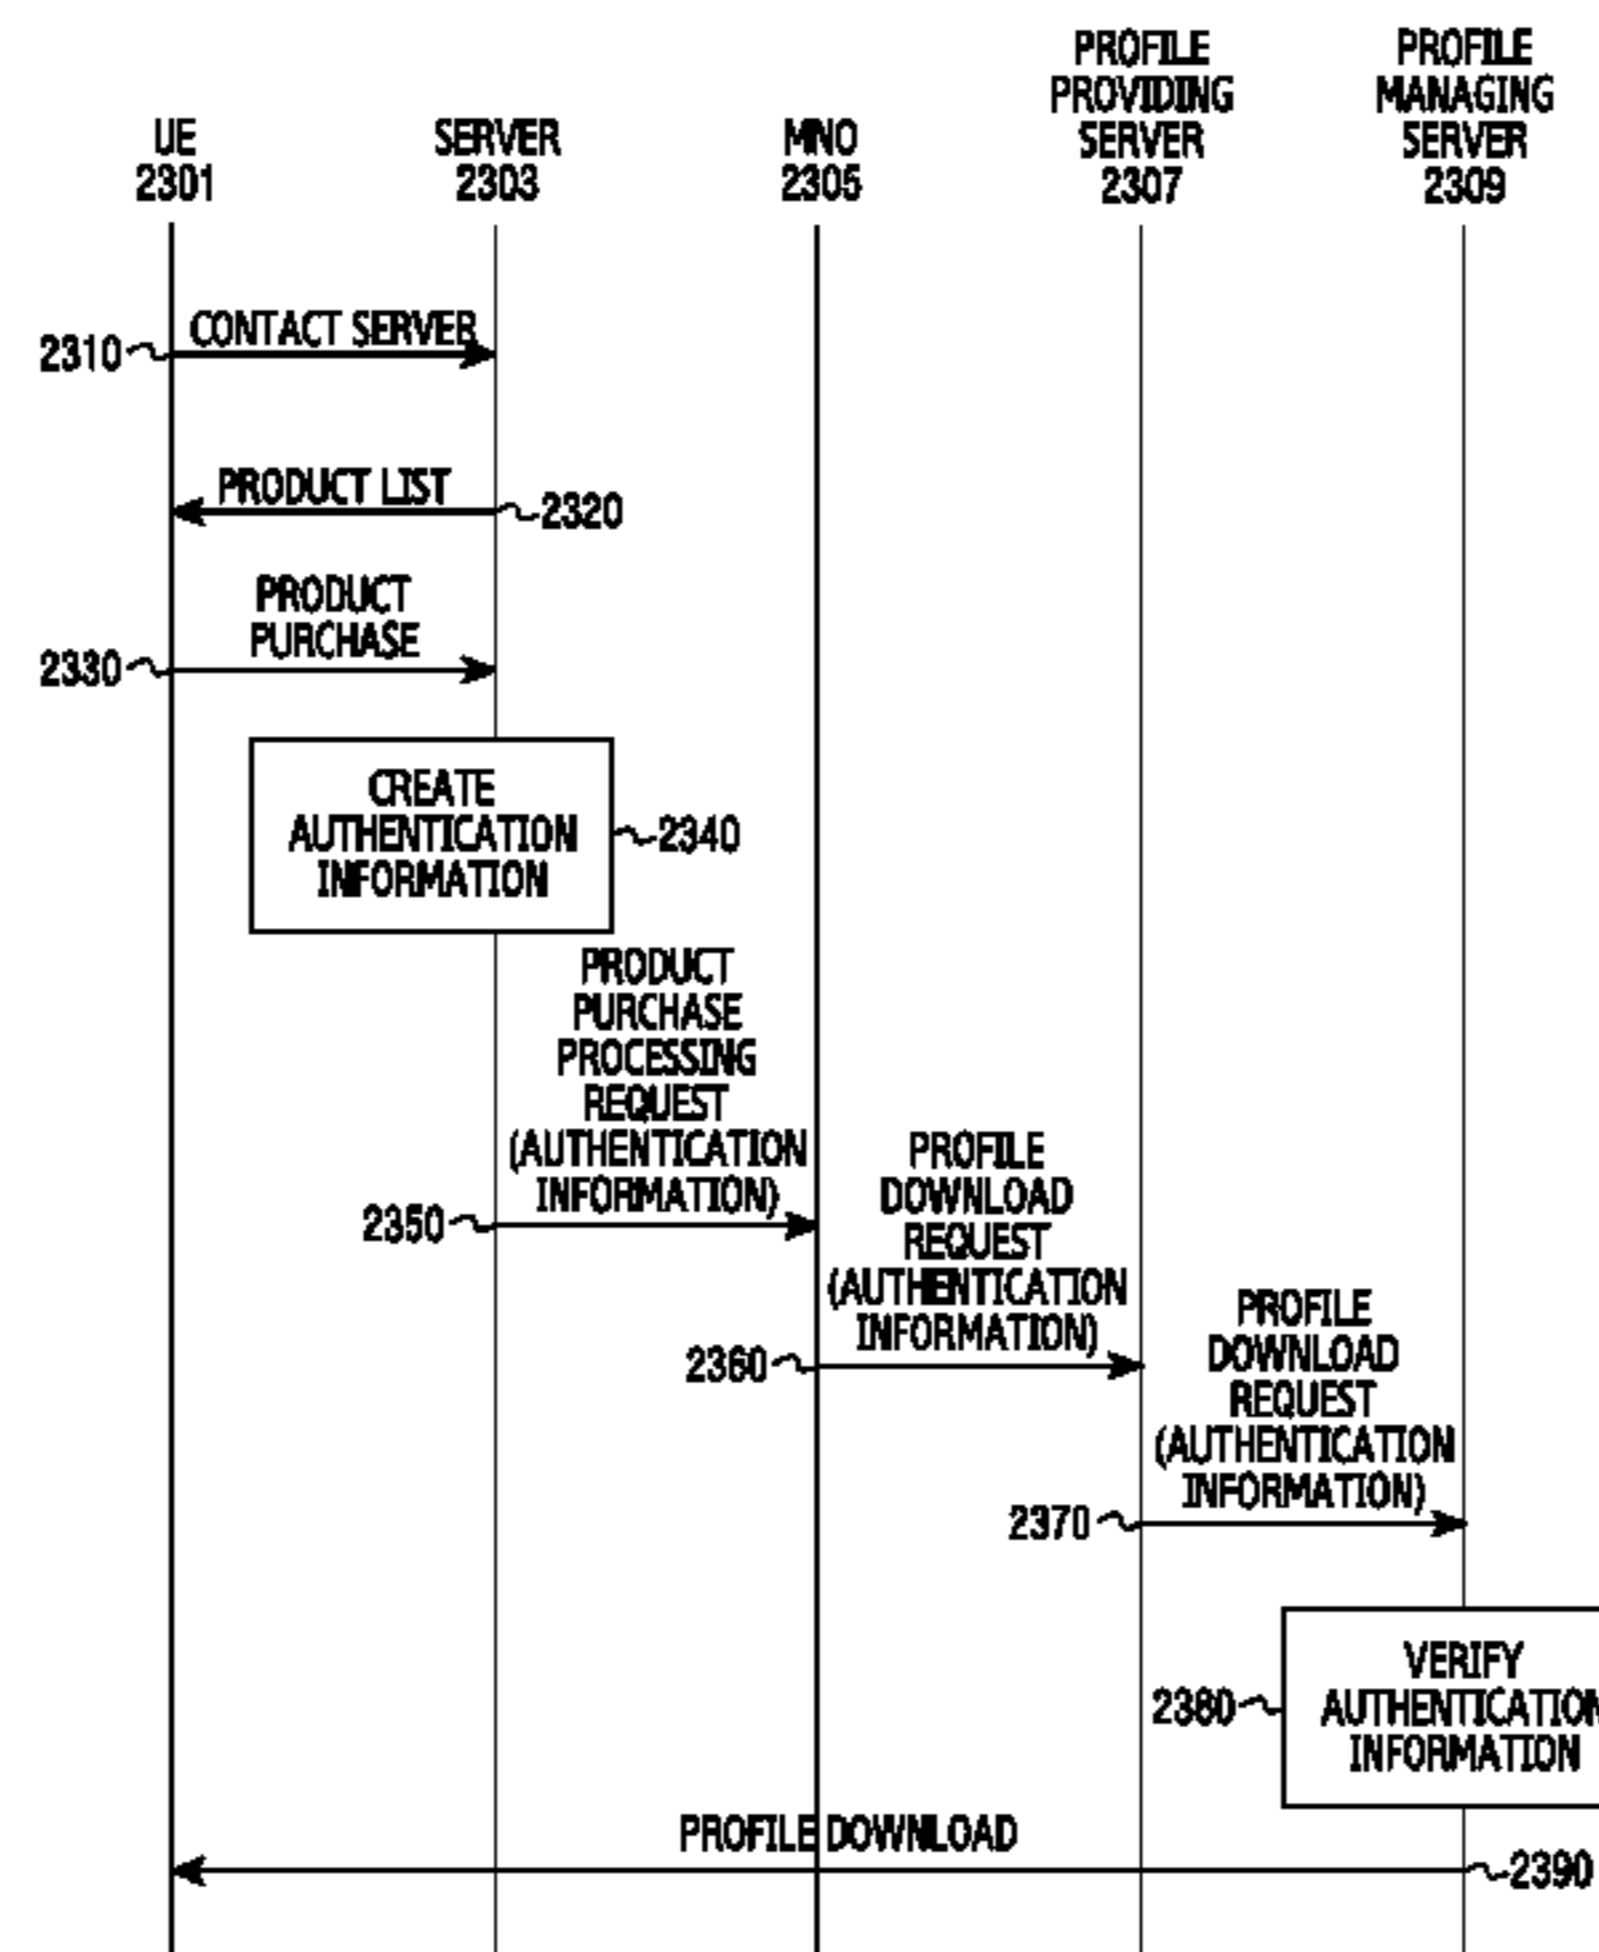 UE
2301
SERVER
2303
MNO
2305
PROFILE
PROVIDING
SERVER
2307
PROFILE
MANAGING
SERVER
2309
CONTACT SERVER
2310
PRODUCT LIST
2320
PRODUCT
PURCHASE
2330
CREATE
AUTHENTICATION
INFORMATION
2340
PRODUCT
PURCHASE
PROCESSING
REQUEST
(AUTHENTICATION
INFORMATION)
2350
PROFILE
DOWNLOAD
REQUEST
(AUTHENTICATION
INFORMATION)
2360
PROFILE
DOWNLOAD
REQUEST
(AUTHENTICATION
INFORMATION)
2370
VERIFY
AUTHENTICATION
INFORMATION
2380
PROFILE DOWNLOAD
2390